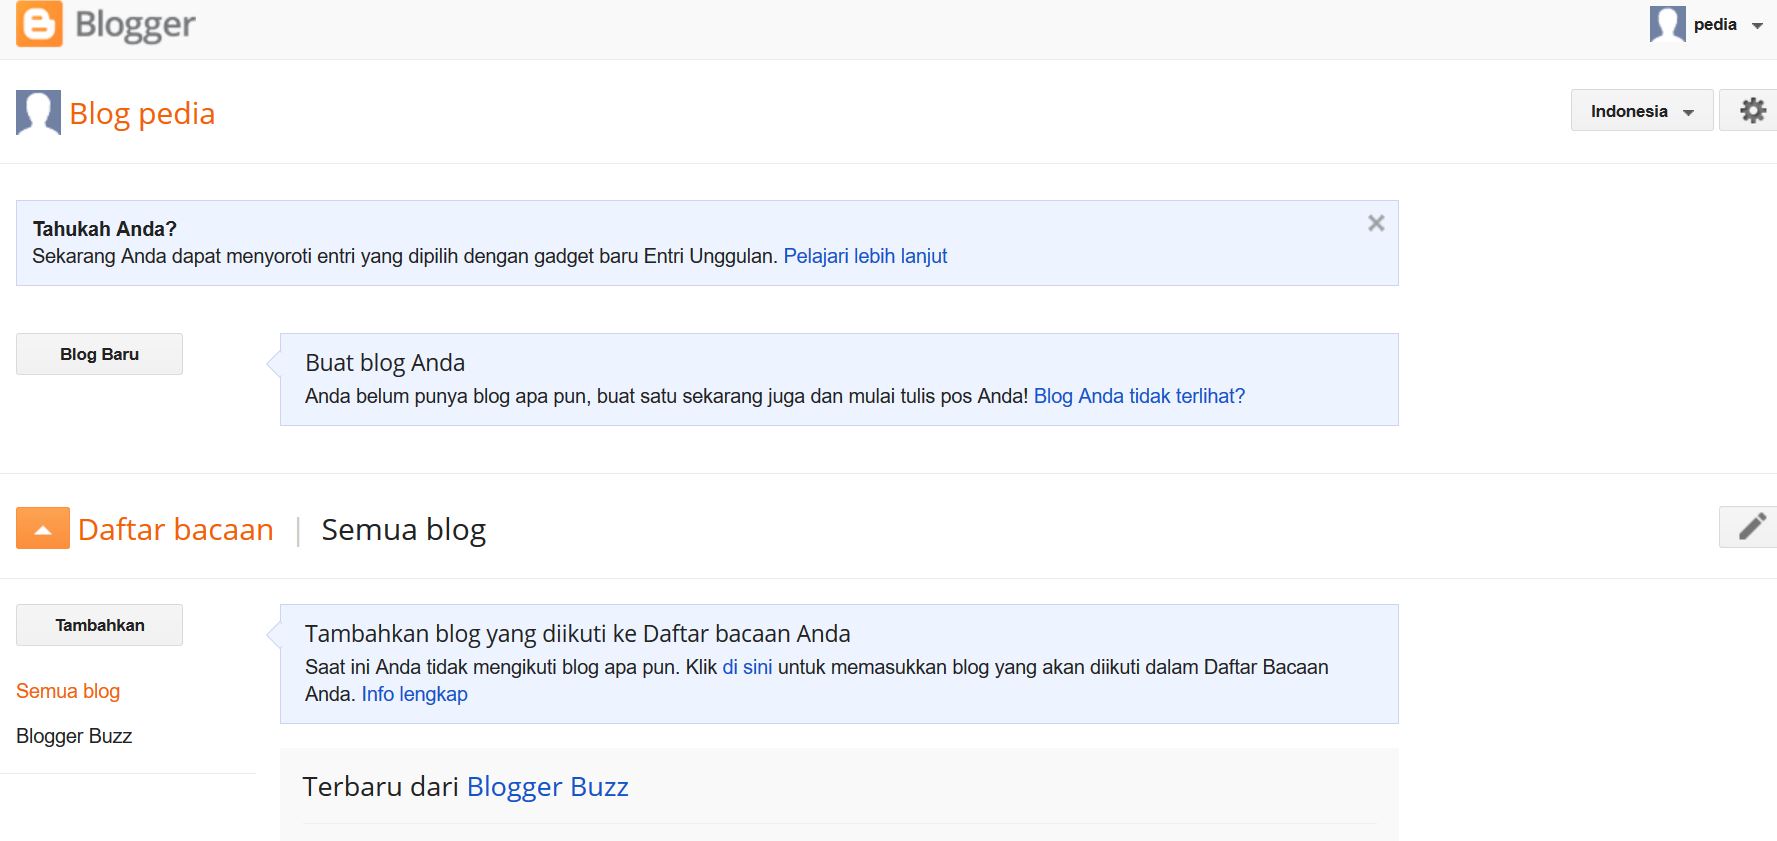 Blogger
pedia
Blog pedia
Indonesia
Tahukah Anda?
Sekarang Anda dapat menyoroti entri yang dipilih dengan gadget baru Entri Unggulan. Pelajari lebih lanjut
Blog Baru
Buat blog Anda
Anda belum punya blog apa pun, buat satu sekarang juga dan mulai tulis pos Anda! Blog Anda tidak terlihat?
Daftar bacaan | Semua blog
Tambahkan
Semua blog
Blogger Buzz
Tambahkan blog yang diikuti ke Daftar bacaan Anda
Saat ini Anda tidak mengikuti blog apa pun. Klik di sini untuk memasukkan blog yang akan diikuti dalam Daftar Bacaan
Anda. Info lengkap
Terbaru dari Blogger Buzz